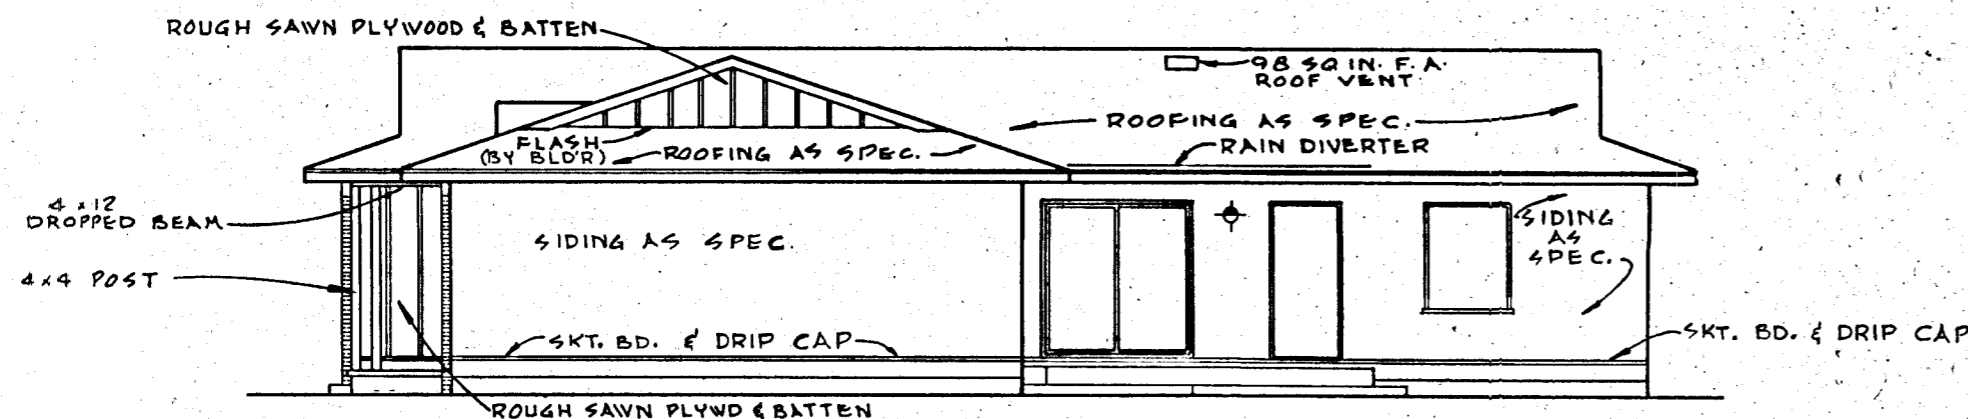 ROUGH SAWN PLYWOOD & BATTEN
98 SQ IN. F. A.
ROOF VENT
ROOFING AS SPEC.
FLASH
(BY BLD'R)
ROOFING AS SPEC.
RAIN DIVERTER
4 x 12
DROPPED BEAM
SIDING AS SPEC.
SIDING
AS
SPEC.
4x4 POST
SKT. BD. & DRIP CAP
SKT. BD. & DRIP CAP
ROUGH SAWN PLYWD & BATTEN